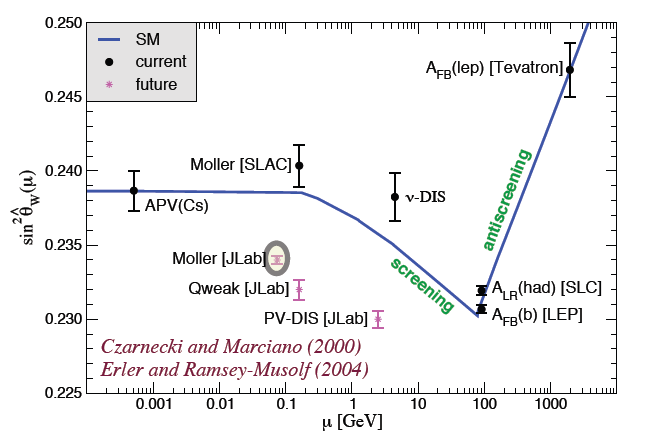 0.250
0.245
0.240
0.235
0.230
0.225
sin²θ̂_W(μ)
SM
current
future
A_FB(lep) [Tevatron]
Moller [SLAC]
ν-DIS
APV(Cs)
antiscreening
screening
Moller [JLab]
Qweak [JLab]
PV-DIS [JLab]
A_LR(had) [SLC]
A_FB(b) [LEP]
Czarnecki and Marciano (2000)
Erler and Ramsey-Musolf (2004)
0.001 0.01 0.1 1 10 100 1000
μ [GeV]